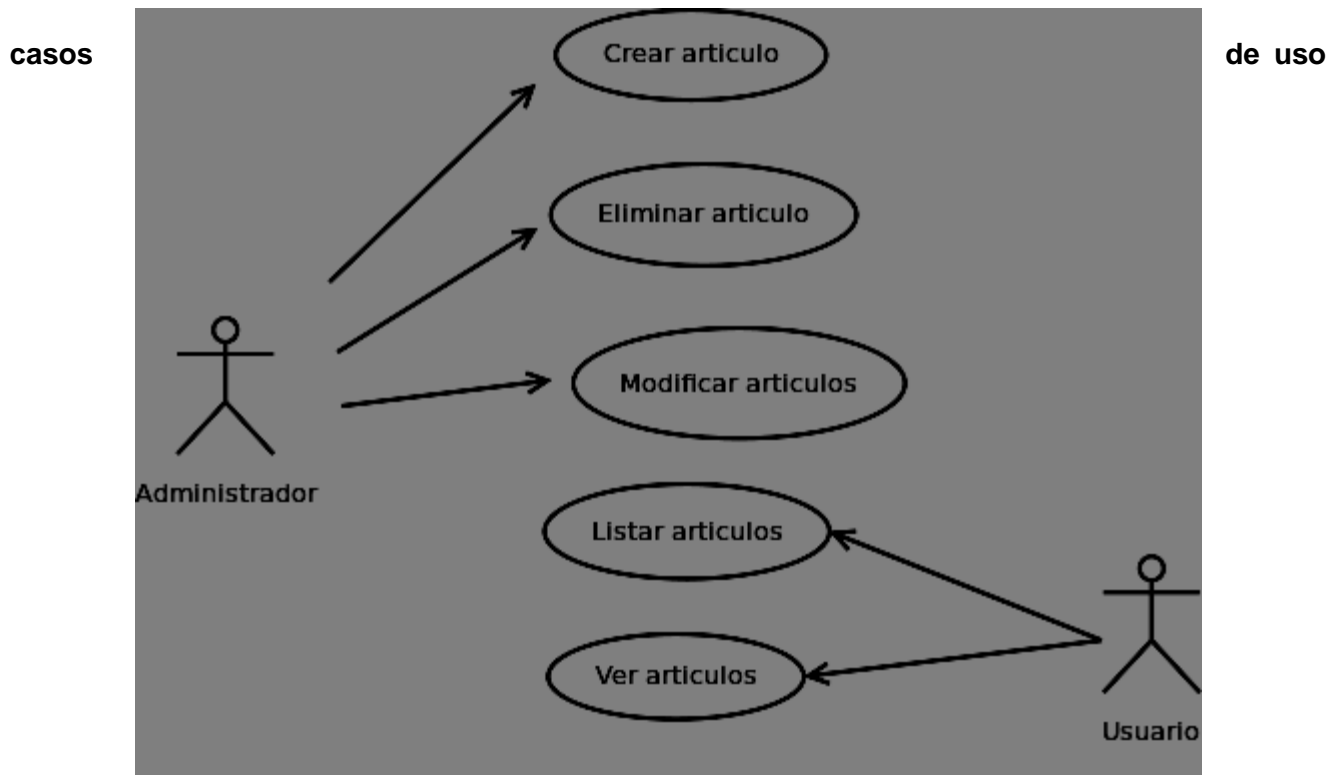 casos de uso
Crear articulo
Eliminar articulo
Modificar articulos
Administrador
Listar articulos
Ver articulos
Usuario